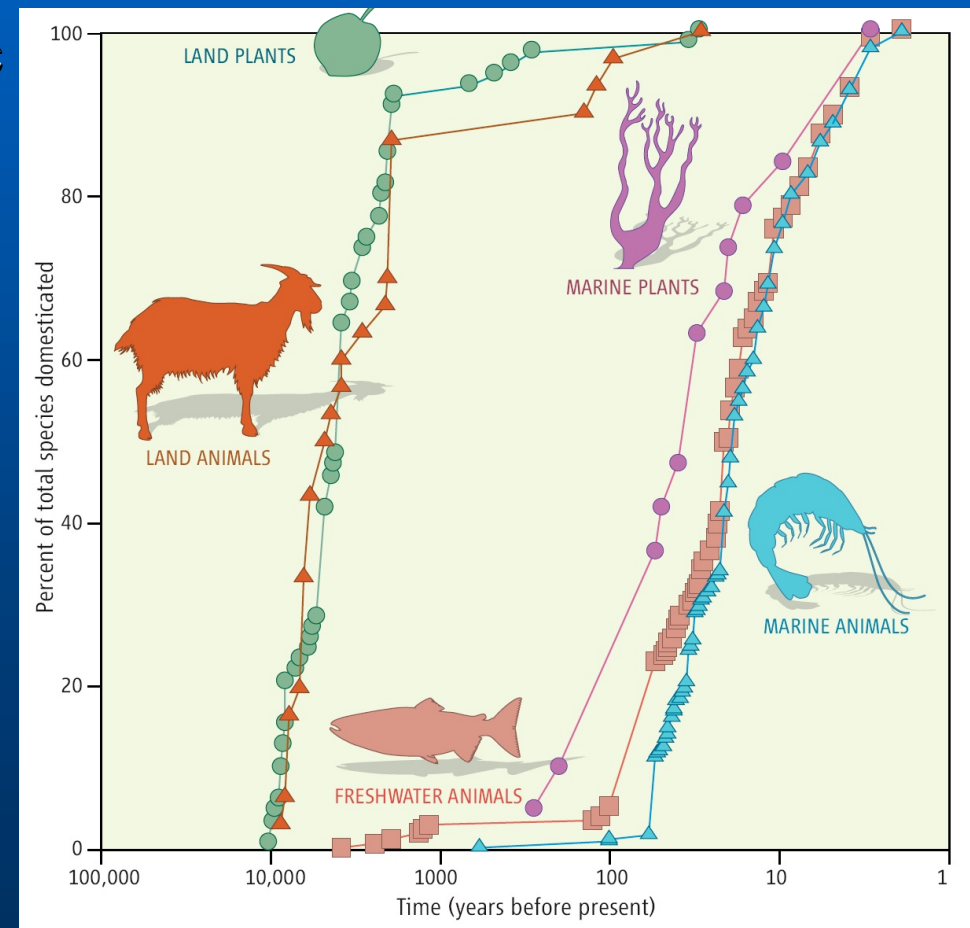 100
LAND PLANTS
80
MARINE PLANTS
60
LAND ANIMALS
40
MARINE ANIMALS
20
FRESHWATER ANIMALS
0
100,000 10,000 1000 100 10 1
Time (years before present)
Percent of total species domesticated